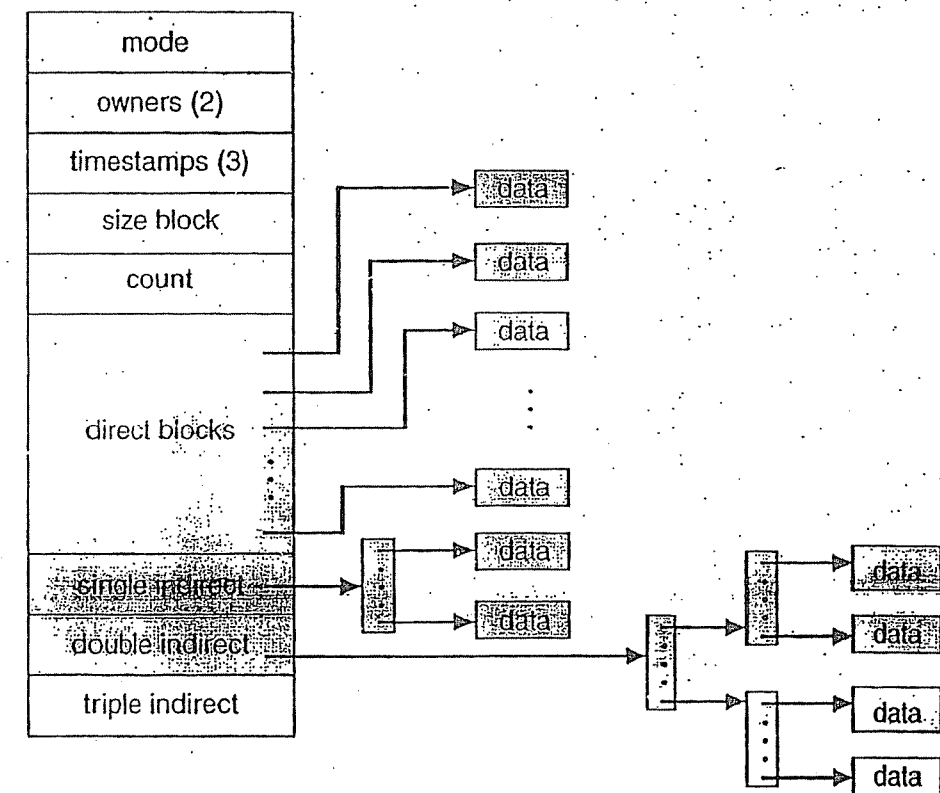 mode
owners (2)
timestamps (3)
size block
count
direct blocks
single indirect
double indirect
triple indirect
data
data
data
data
data
data
data
data
data
data